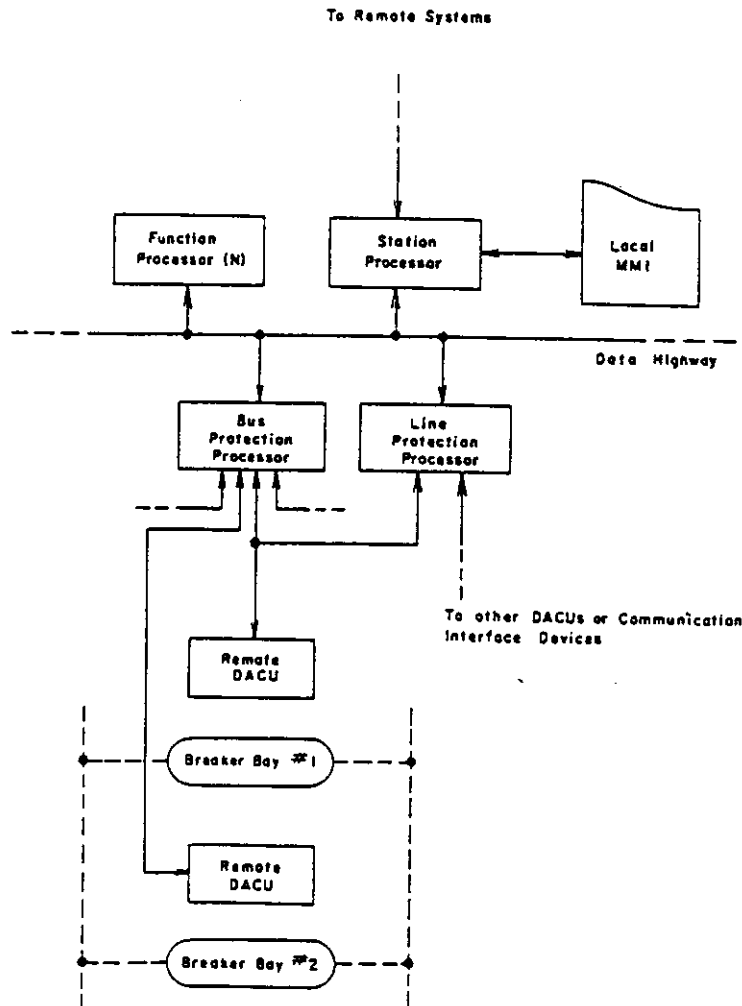 To Remote Systems
Function
Processor (N)
Station
Processor
Local
MMI
Data Highway
Bus
Protection
Processor
Line
Protection
Processor
To other DACUs or Communication
Interface Devices
Remote
DACU
Breaker Bay #1
Remote
DACU
Breaker Bay #2